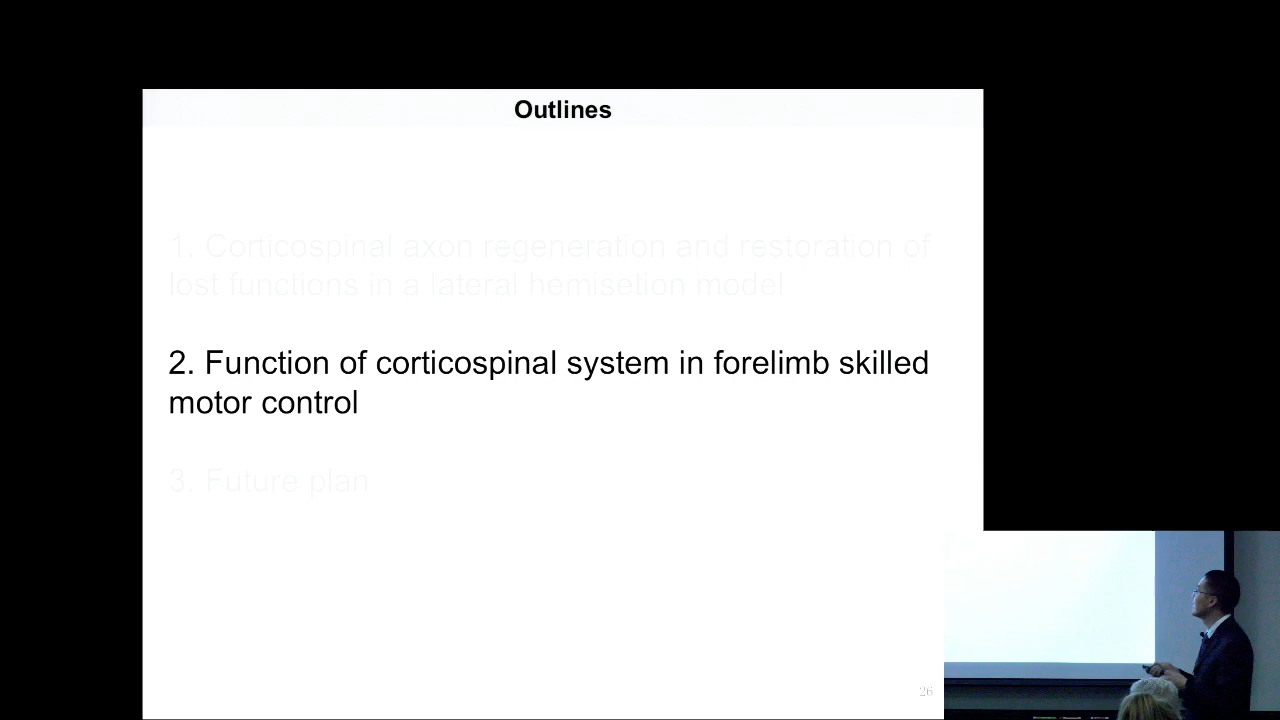 Outlines
1. Corticospinal axon regeneration and restoration of
lost functions in a lateral hemisetion model
2. Function of corticospinal system in forelimb skilled
motor control
3. Future plan
26